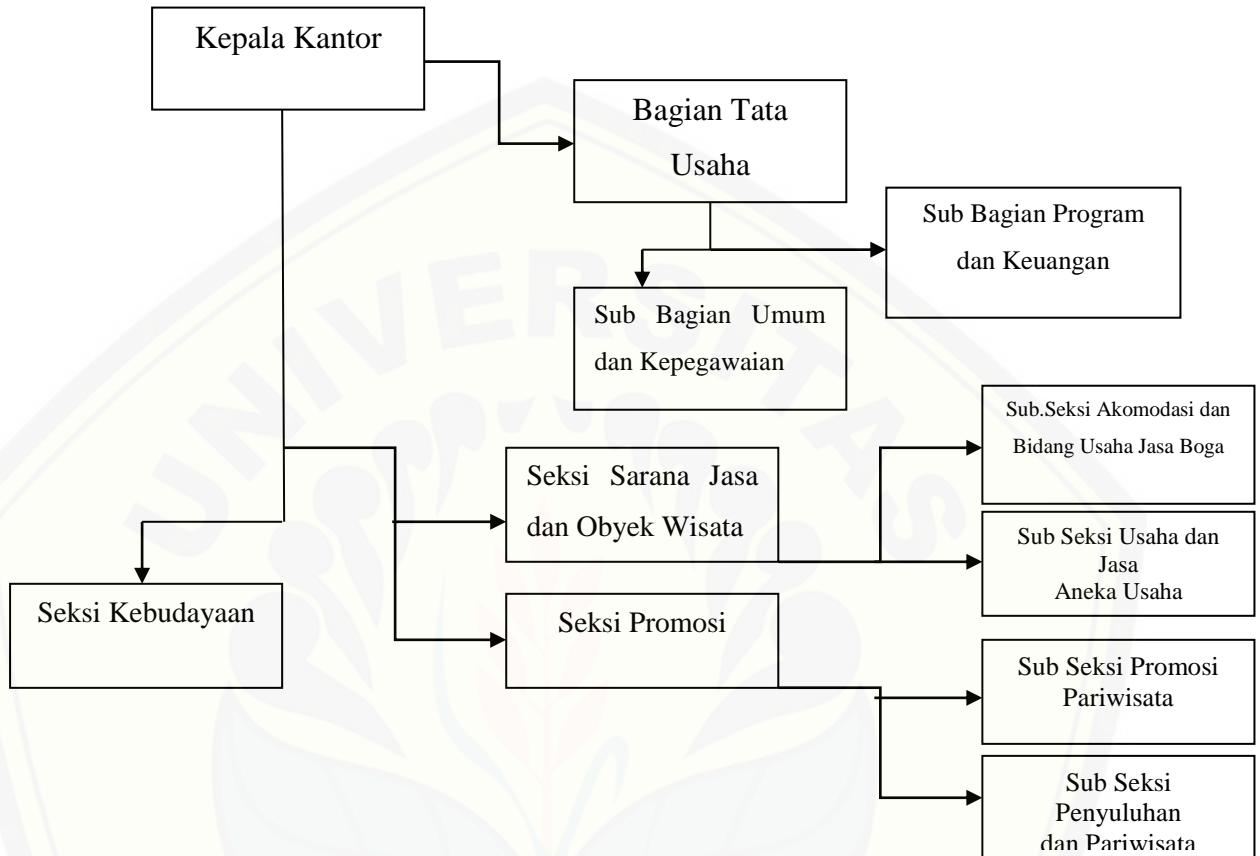 Kepala Kantor
Bagian Tata
Usaha
Sub Bagian Program
dan Keuangan
Sub Bagian Umum
dan Kepegawaian
Sub.Seksi Akomodasi dan
Bidang Usaha Jasa Boga
Seksi Sarana Jasa
dan Obyek Wisata
Sub Seksi Usaha dan
Jasa
Aneka Usaha
Seksi Kebudayaan
Seksi Promosi
Sub Seksi Promosi
Pariwisata
Sub Seksi
Penyuluhan
dan Pariwisata
UNIVERSITAS